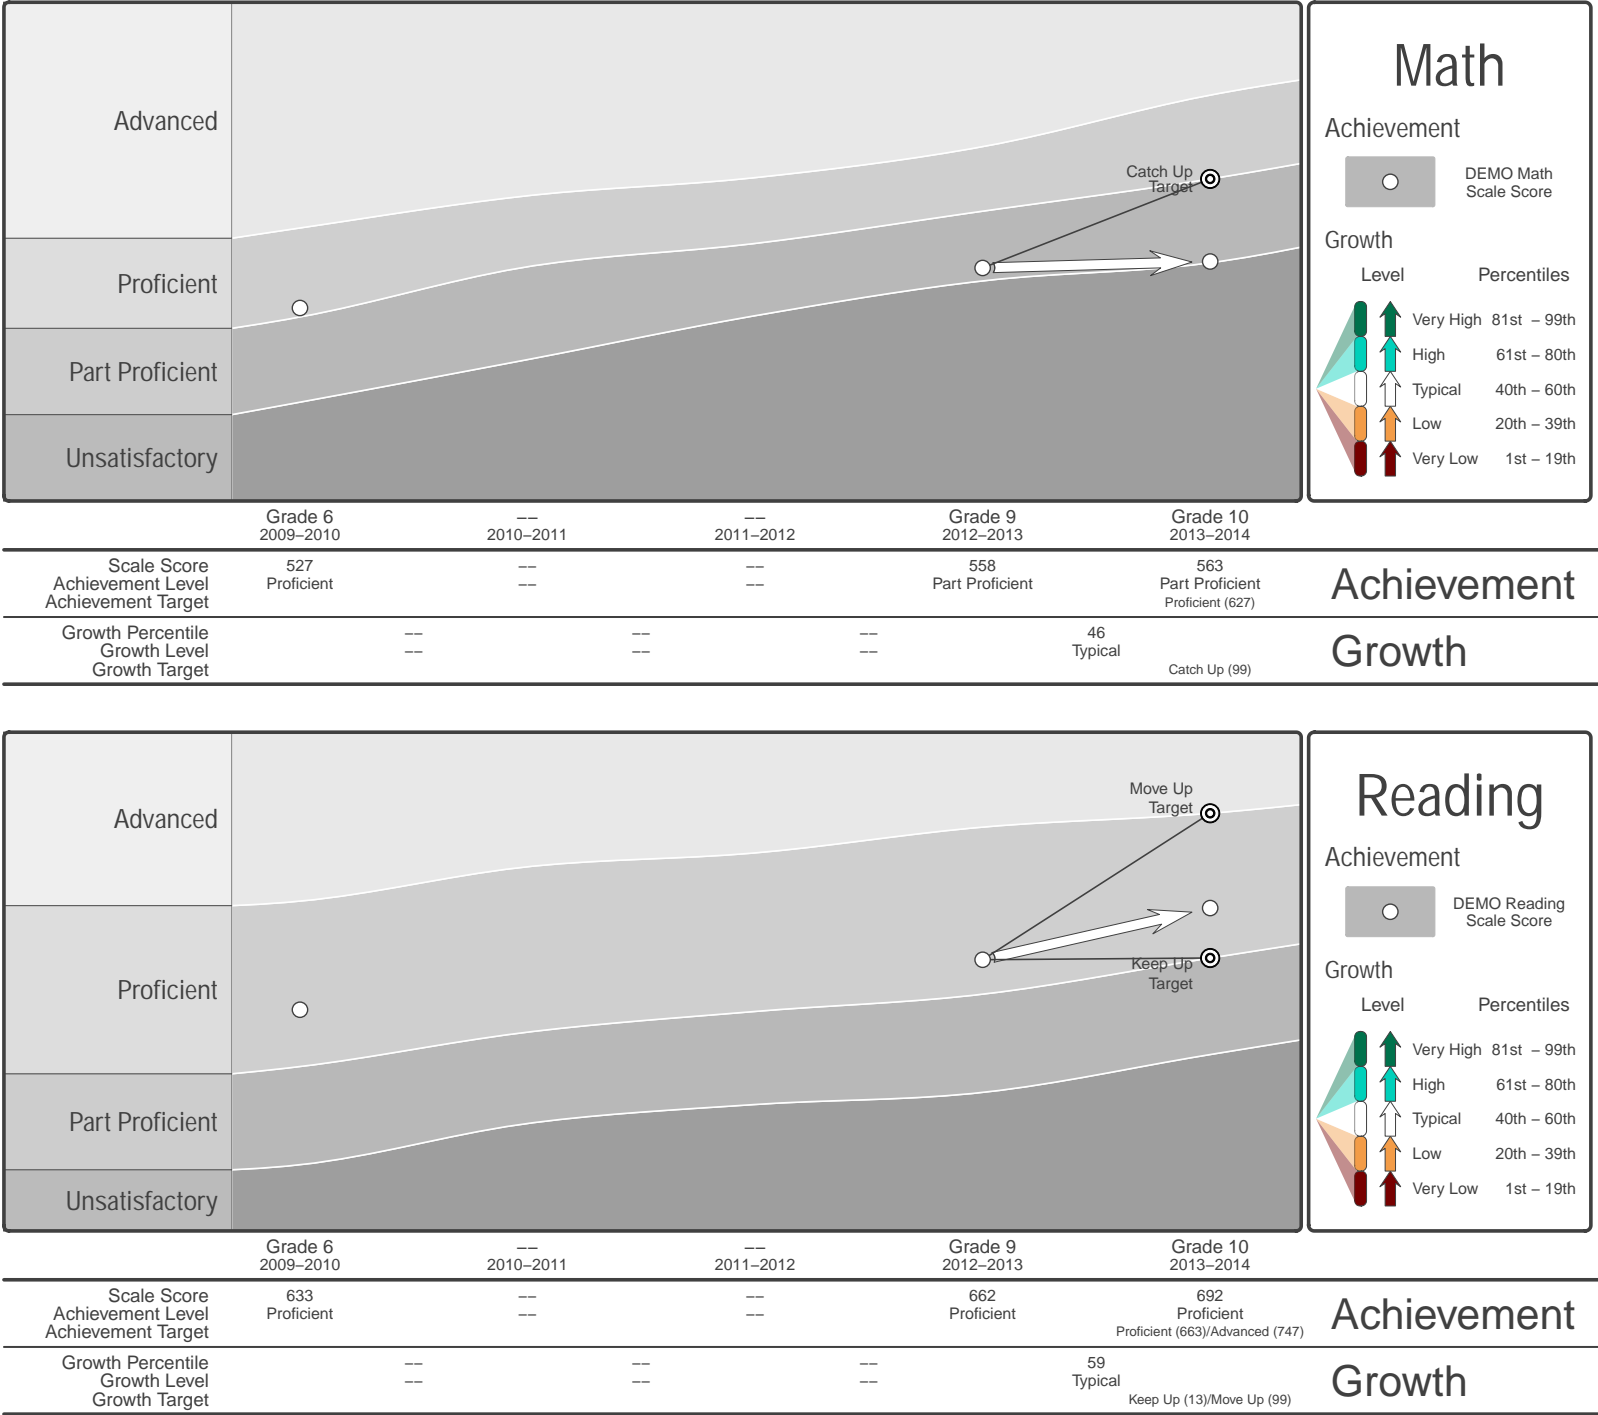 Math
Advanced
Proficient
Part Proficient
Unsatisfactory
Catch Up
Target
Achievement
DEMO Math
Scale Score
Growth
Level Percentiles
Very High 81st – 99th
High 61st – 80th
Typical 40th – 60th
Low 20th – 39th
Very Low 1st – 19th
Grade 6 –– –– Grade 9 Grade 10
2009–2010 2010–2011 2011–2012 2012–2013 2013–2014
Scale Score 527 –– –– 558 563
Achievement Level Proficient –– –– Part Proficient Part Proficient
Achievement Target Proficient (627)
Achievement
Growth Percentile –– –– –– 46
Growth Level –– –– –– Typical
Growth Target Catch Up (99)
Growth
Reading
Advanced
Proficient
Part Proficient
Unsatisfactory
Move Up
Target
Keep Up
Target
Achievement
DEMO Reading
Scale Score
Growth
Level Percentiles
Very High 81st – 99th
High 61st – 80th
Typical 40th – 60th
Low 20th – 39th
Very Low 1st – 19th
Grade 6 –– –– Grade 9 Grade 10
2009–2010 2010–2011 2011–2012 2012–2013 2013–2014
Scale Score 633 –– –– 662 692
Achievement Level Proficient –– –– Proficient Proficient
Achievement Target Proficient (663)/Advanced (747)
Achievement
Growth Percentile –– –– –– 59
Growth Level –– –– –– Typical
Growth Target Keep Up (13)/Move Up (99)
Growth